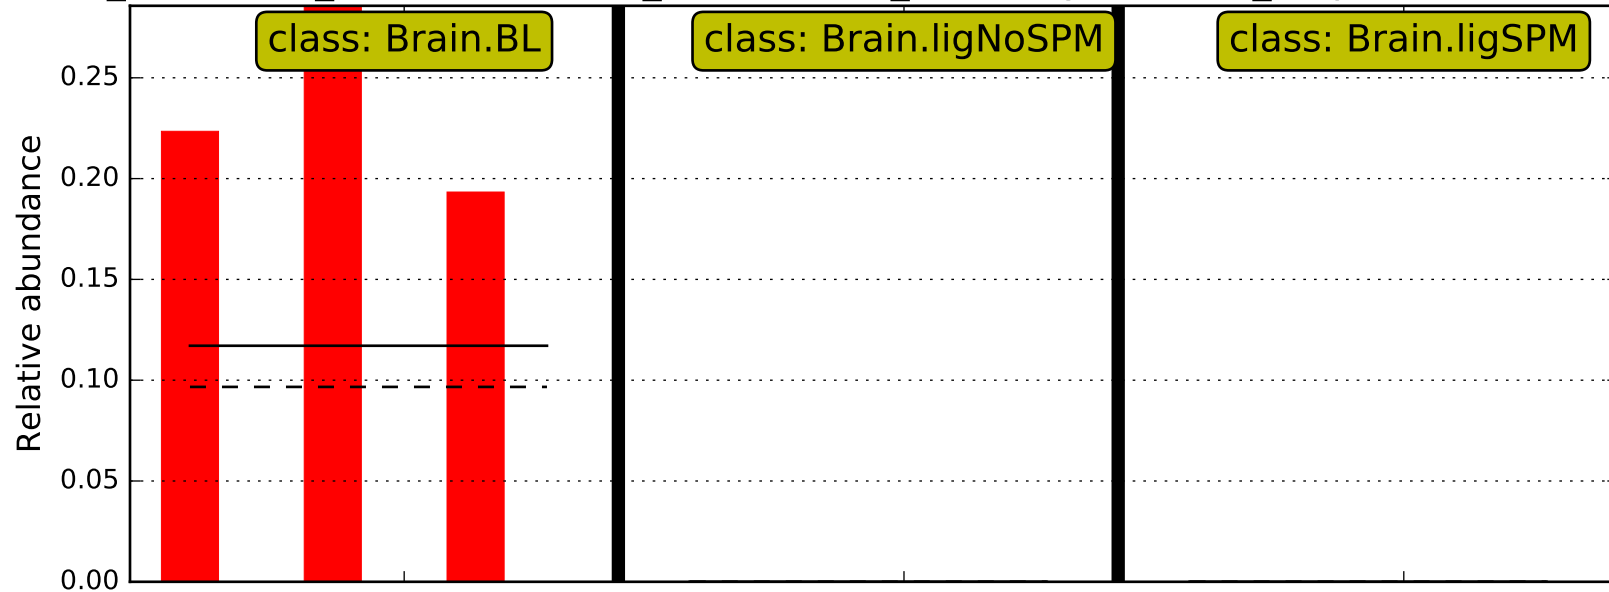 class: Brain.BL
class: Brain.ligNoSPM
class: Brain.ligSPM
Relative abundance
0.25
0.20
0.15
0.10
0.05
0.00